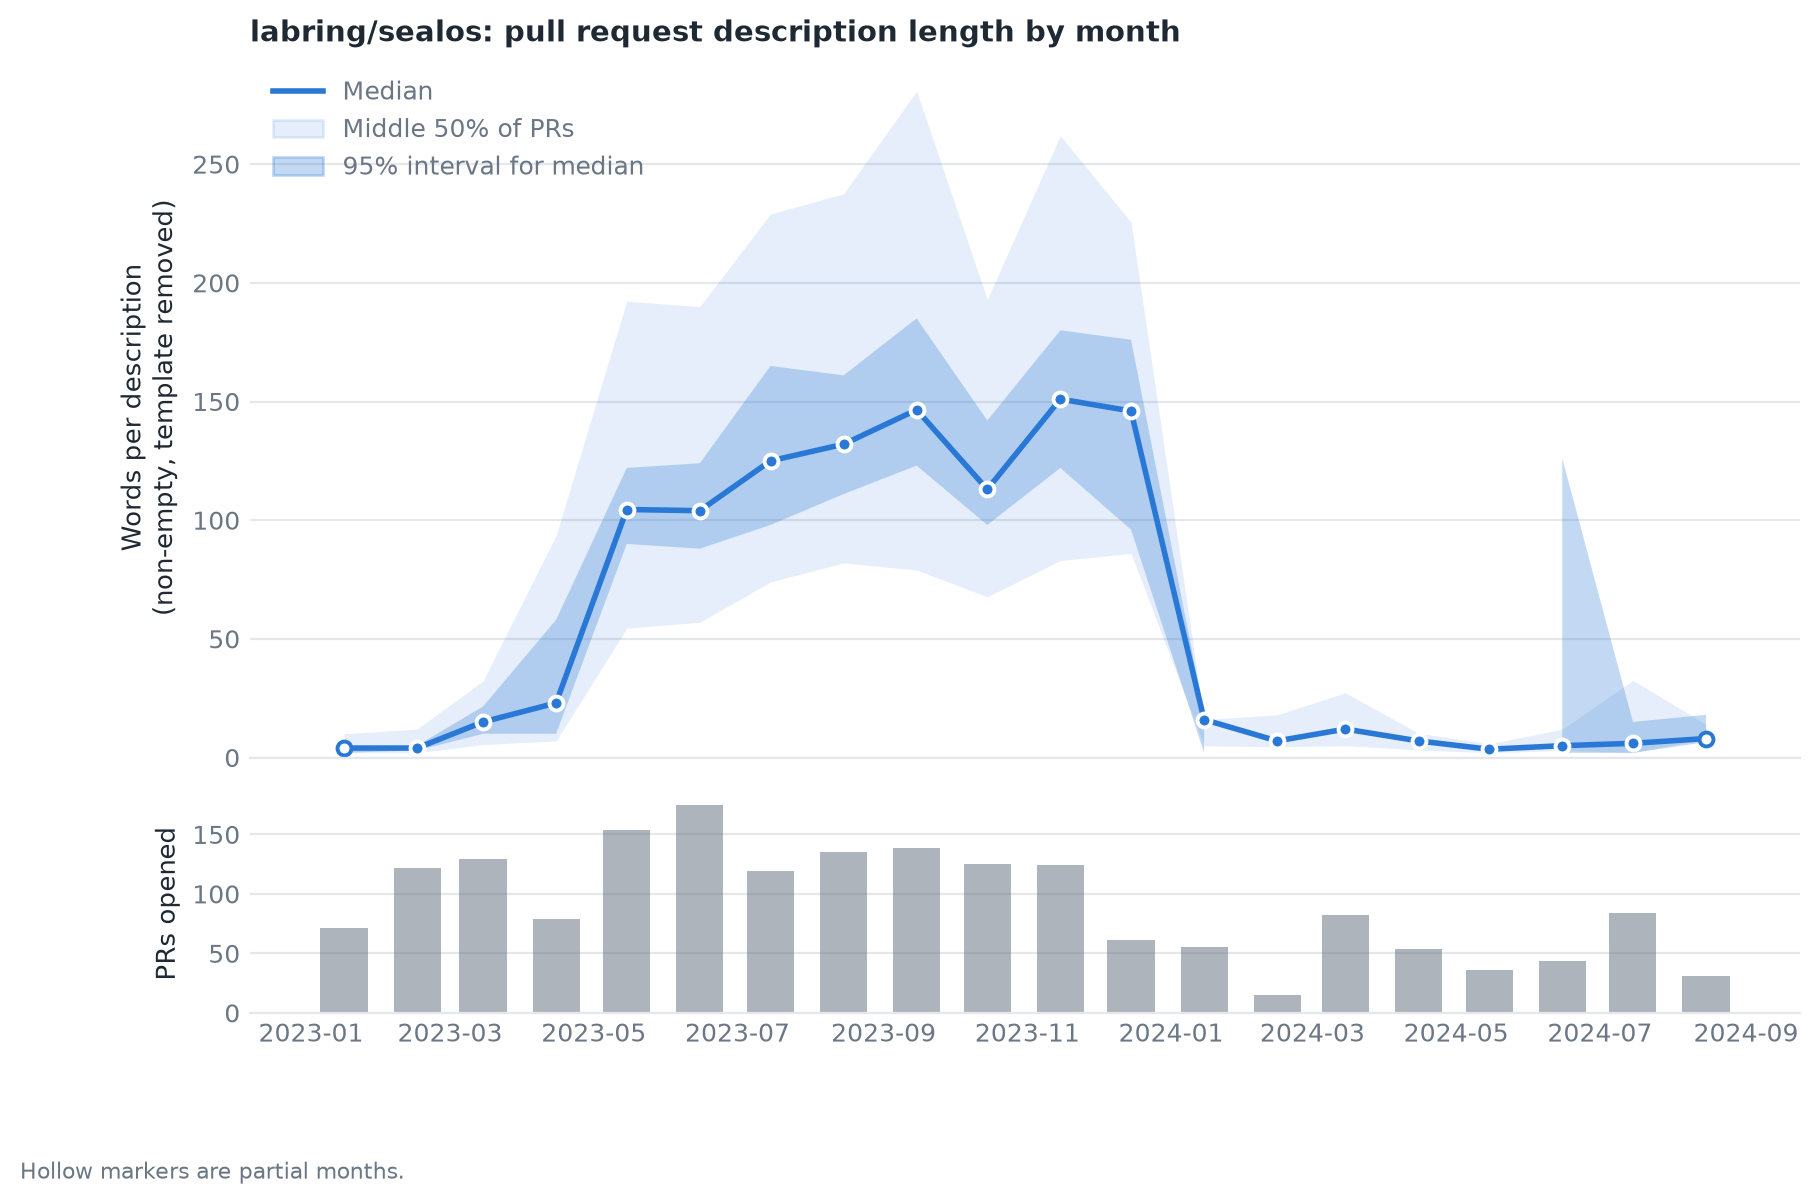 labring/sealos: pull request description length by month
Median
Middle 50% of PRs
95% interval for median
Words per description
(non-empty, template removed)
250
200
150
100
50
0
PRs opened
150
100
50
0
2023-01 2023-03 2023-05 2023-07 2023-09 2023-11 2024-01 2024-03 2024-05 2024-07 2024-09
Hollow markers are partial months.